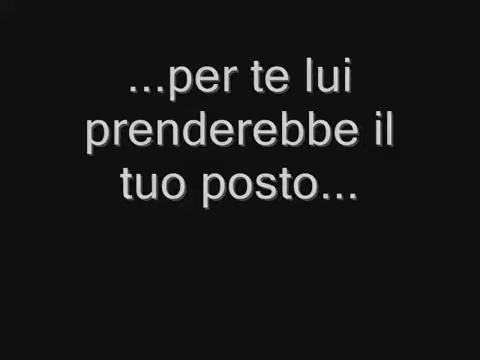 ...per te lui
prenderebbe il
tuo posto...